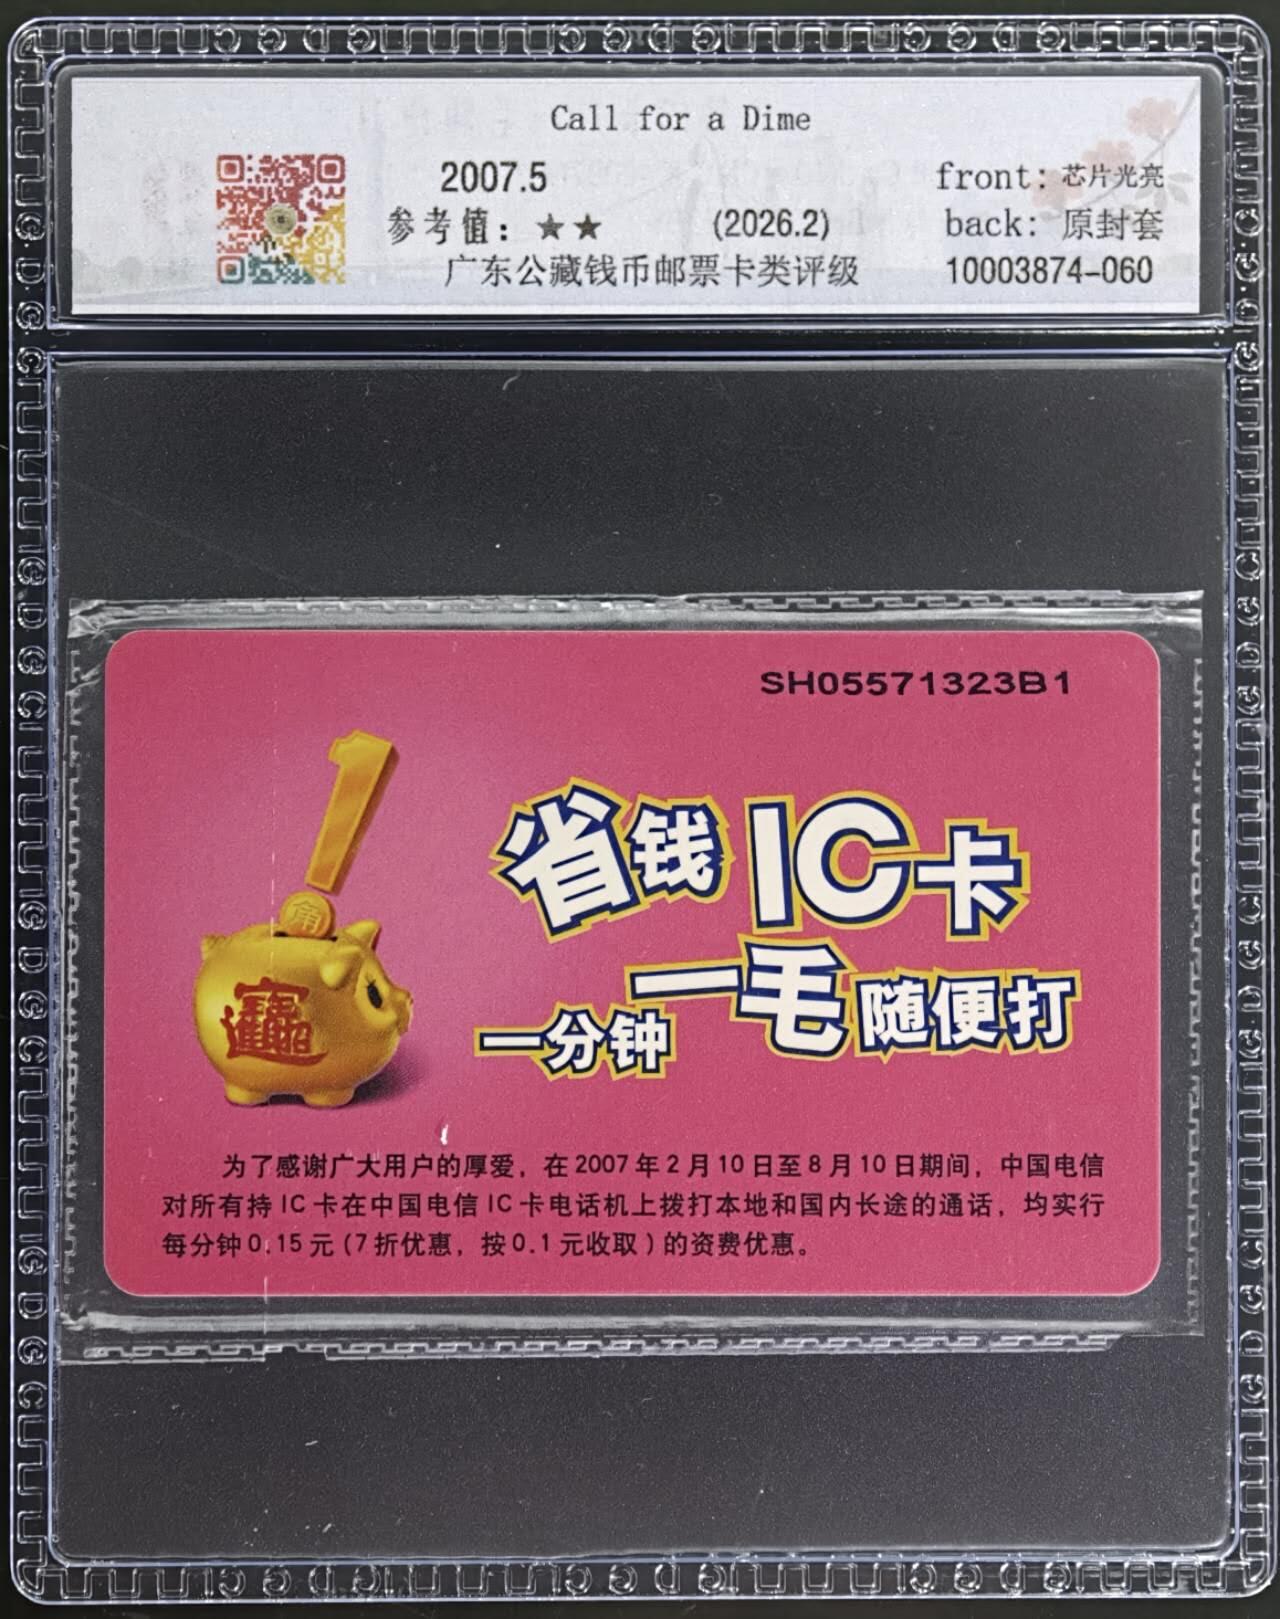 Call for a Dime
2007.5
front: 芯片光亮
参考值: ★★ (2026.2)
back: 原封套
广东公藏钱币邮票卡类评级
10003874-060
SH05571323B1
1
角
招财进宝
省钱IC卡
一分钟一毛随便打
为了感谢广大用户的厚爱，在2007年2月10日至8月10日期间，中国电信
对所有持IC卡在中国电信IC卡电话机上拨打本地和国内长途的通话，均实行
每分钟0.15元(7折优惠，按0.1元收取)的资费优惠。